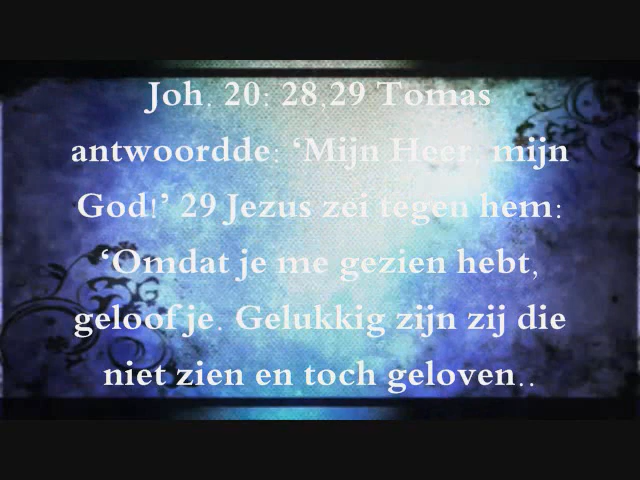 Joh. 20: 28,29 Tomas
antwoordde: ‘Mijn Heer, mijn
God!’ 29 Jezus zei tegen hem:
‘Omdat je me gezien hebt,
geloof je. Gelukkig zijn zij die
niet zien en toch geloven..